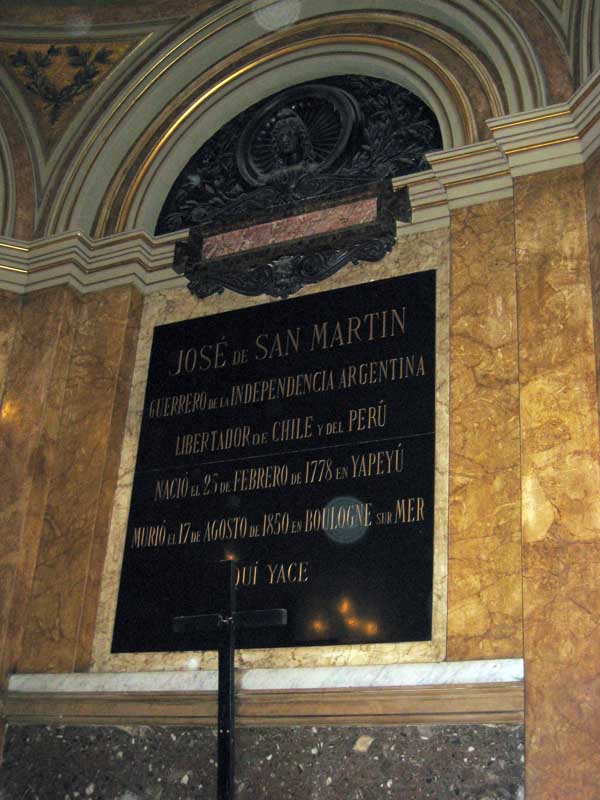 JOSÉ DE SAN MARTIN
GUERRERO DE LA INDEPENDENCIA ARGENTINA
LIBERTADOR DE CHILE Y DEL PERÚ
NACIÓ EL 25 DE FEBRERO DE 1778 EN YAPEYÚ
MURIÓ EL 17 DE AGOSTO DE 1850 EN BOULOGNE SUR MER
AQUÍ YACE